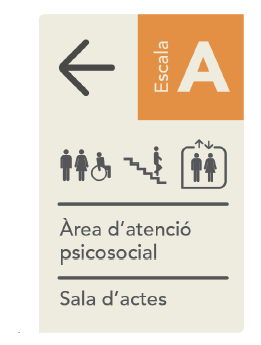 Escala
A
Àrea d'atenció
psicosocial
Sala d'actes